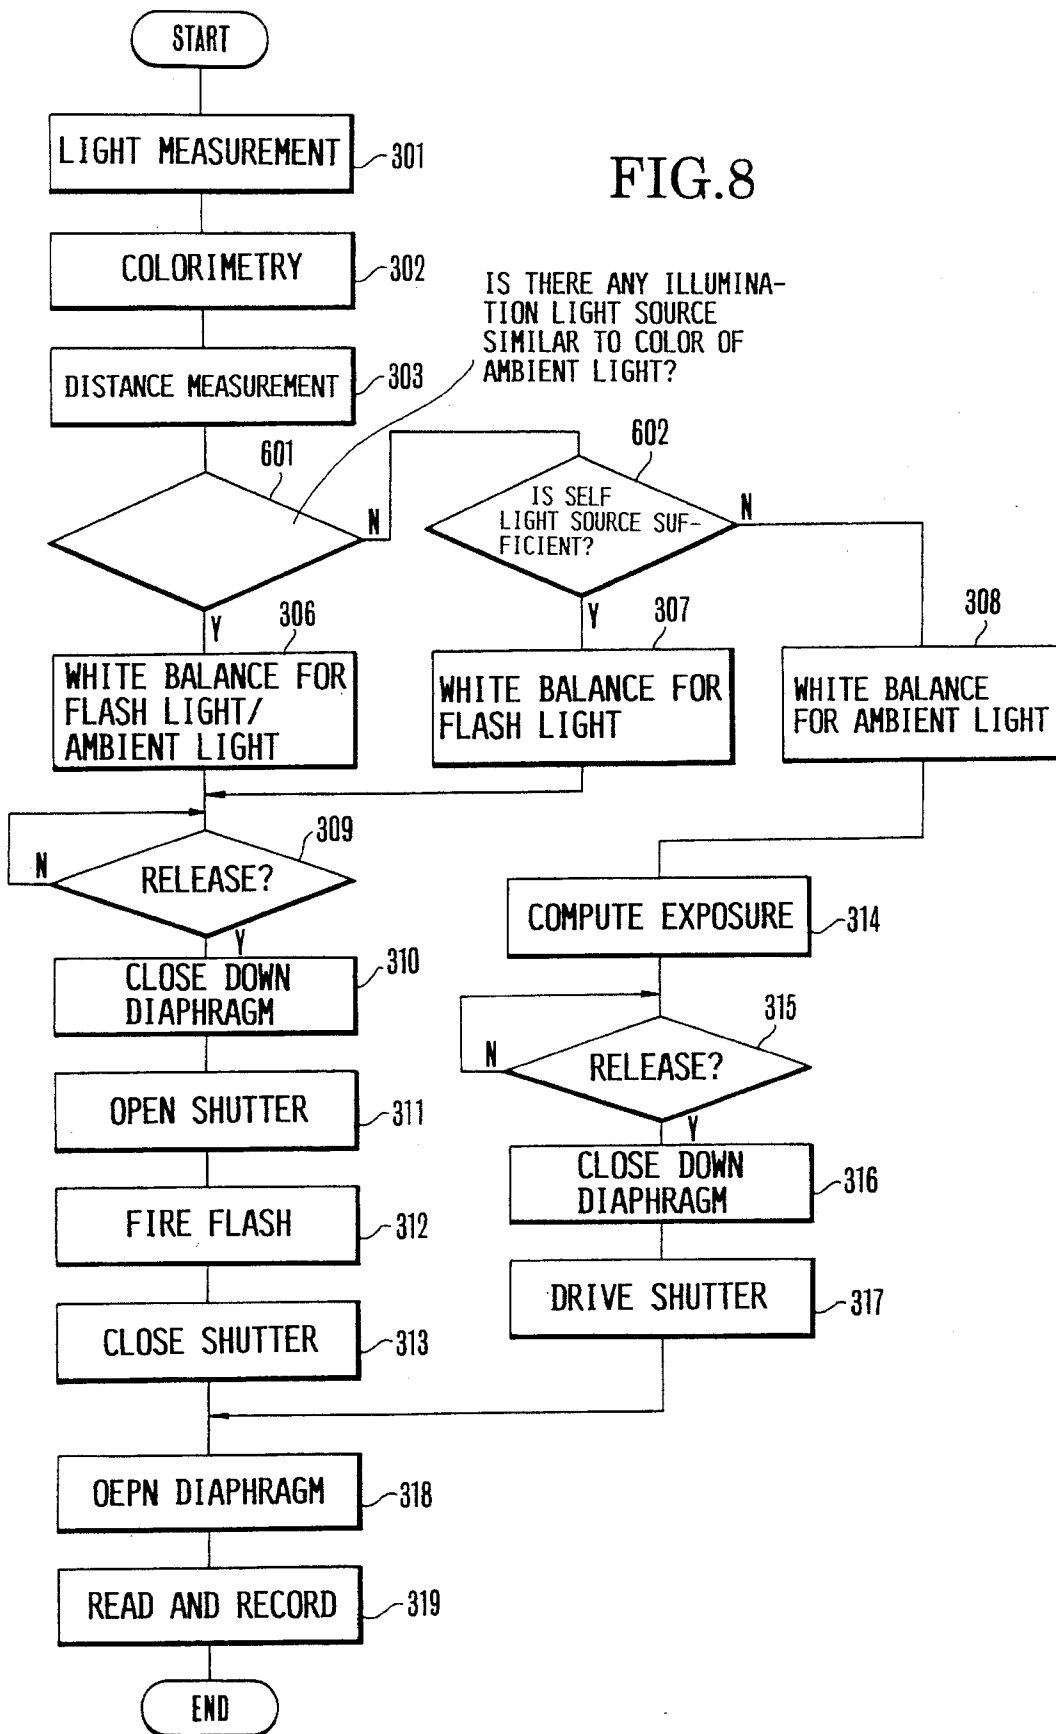 START
LIGHT MEASUREMENT
301
FIG.8
COLORIMETRY
302
IS THERE ANY ILLUMINA-
TION LIGHT SOURCE
SIMILAR TO COLOR OF
AMBIENT LIGHT?
DISTANCE MEASUREMENT
303
601
N
602
IS SELF
LIGHT SOURCE SUF-
FICIENT?
N
Y
306
Y
307
308
WHITE BALANCE FOR
FLASH LIGHT/
AMBIENT LIGHT
WHITE BALANCE FOR
FLASH LIGHT
WHITE BALANCE
FOR AMBIENT LIGHT
309
N
RELEASE?
Y
COMPUTE EXPOSURE
314
CLOSE DOWN
DIAPHRAGM
310
315
N
RELEASE?
Y
OPEN SHUTTER
311
CLOSE DOWN
DIAPHRAGM
316
FIRE FLASH
312
DRIVE SHUTTER
317
CLOSE SHUTTER
313
OEPN DIAPHRAGM
318
READ AND RECORD
319
END